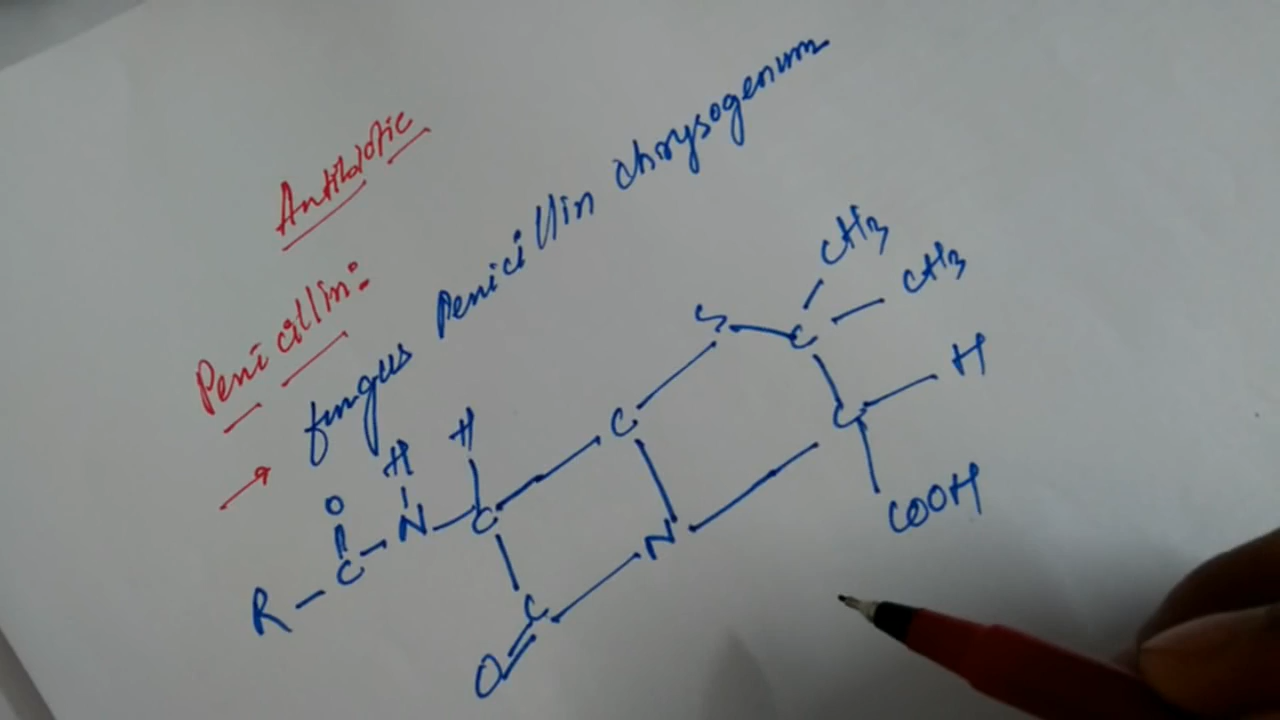 Antibiotic
Penicillin:
→ fungus Penicillin chrysogenum
CH3
CH3
S
C
H
C
C
H
H
O
N
C
N
COOH
R
C
C
O